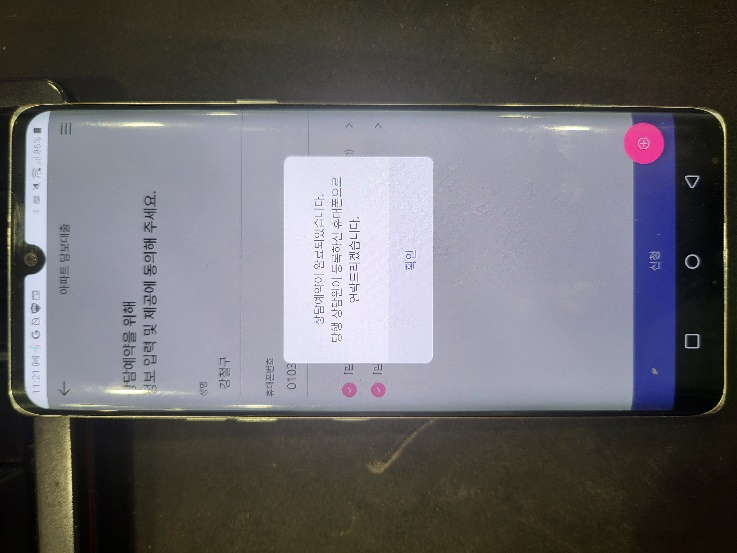 11:21
86%
아파트 담보대출
상담예약을 위해
정보 입력 및 제공에 동의해 주세요.
성명
강철구
휴대폰번호
0103
상담예약이 완료되었습니다.
당행 상담원이 등록하신 휴대폰으로
연락드리겠습니다.
확인
신청